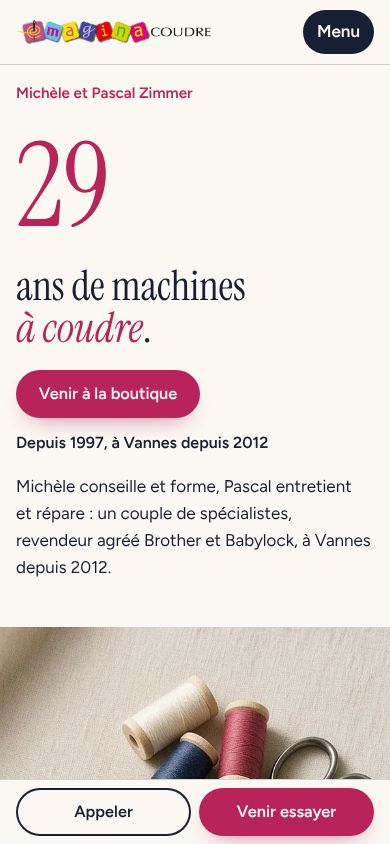 imagina COUDRE
Menu
Michèle et Pascal Zimmer
29
ans de machines
à coudre.
Venir à la boutique
Depuis 1997, à Vannes depuis 2012
Michèle conseille et forme, Pascal entretient
et répare : un couple de spécialistes,
revendeur agréé Brother et Babylock, à Vannes
depuis 2012.
Appeler
Venir essayer